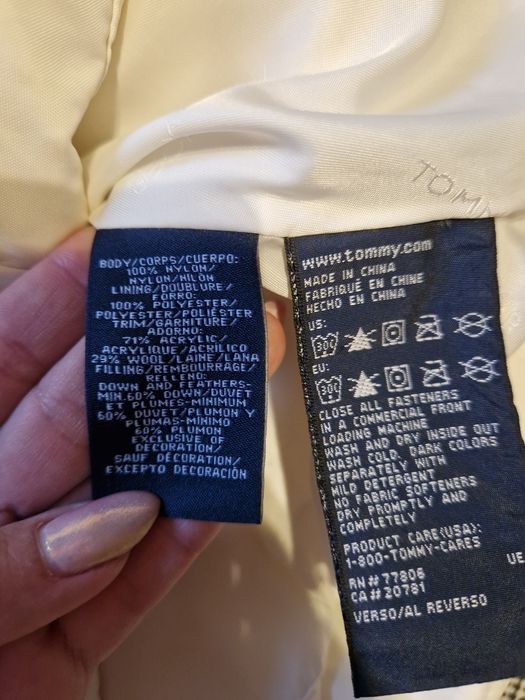 TOMM
BODY/CORPS/CUERPO:
100% NYLON/
NYLON/NILON
LINING/DOUBLURE/
FORRO:
100% POLYESTER/
POLYESTER/POLIÉSTER
TRIM/GARNITURE/
ADORNO:
71% ACRYLIC/
ACRYLIQUE/ACRÍLICO
29% WOOL/LAINE/LANA
FILLING/REMBOURRAGE/
RELLENO:
DOWN AND FEATHERS-
MIN.60% DOWN/DUVET
ET PLUMES-MINIMUM
60% DUVET/PLUMON Y
PLUMAS-MÍNIMO
60% PLUMON
EXCLUSIVE OF
DECORATION/
SAUF DÉCORATION/
EXCEPTO DECORACIÓN
www.tommy.com
MADE IN CHINA
FABRIQUÉ EN CHINE
HECHO EN CHINA
US:
30C
EU:
30C
CLOSE ALL FASTENERS
IN A COMMERCIAL FRONT
LOADING MACHINE
WASH AND DRY INSIDE OUT
WASH COLD. DARK COLORS
SEPARATELY WITH
MILD DETERGENT
NO FABRIC SOFTENERS
DRY PROMPTLY AND
COMPLETELY
PRODUCT CARE(USA):
1-800-TOMMY-CARES
RN# 77806
CA# 20781
VERSO/AL REVERSO
UE